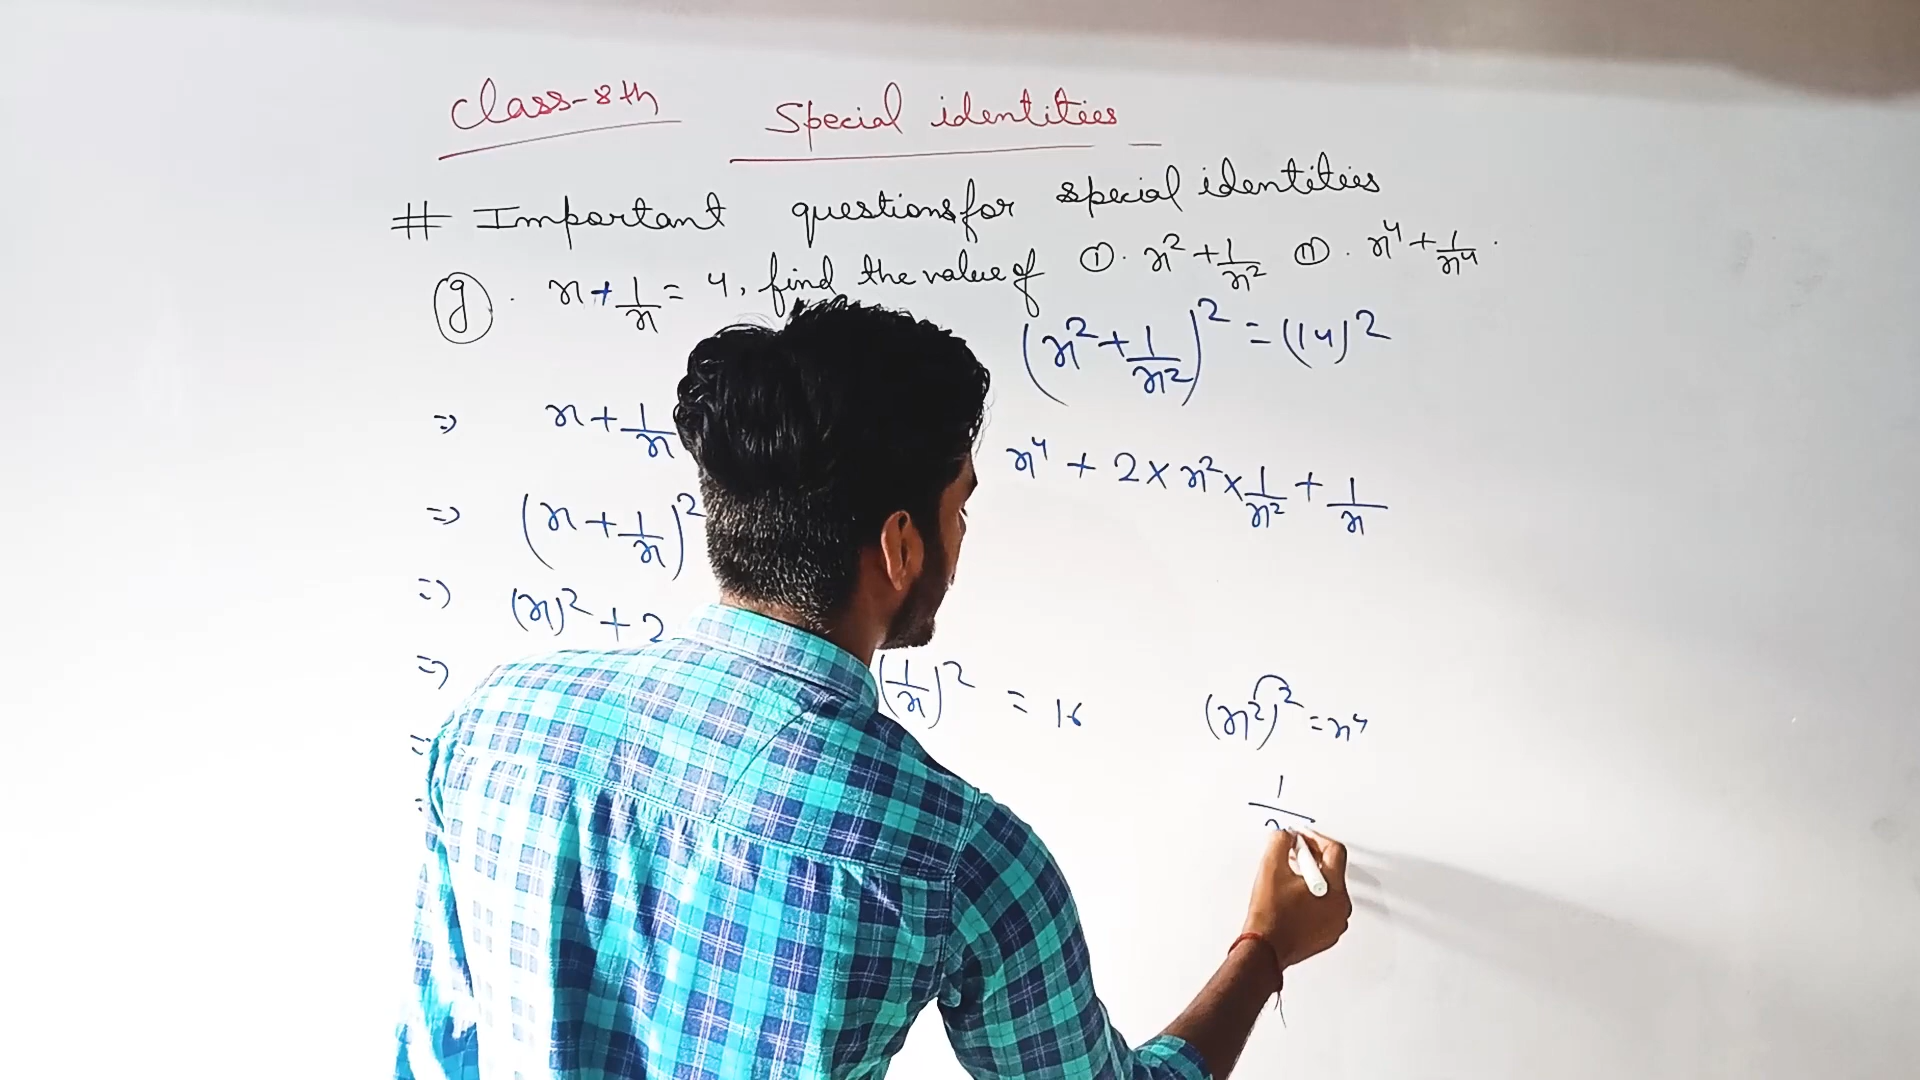 Class-8th Special identities
# Important questions for special identities
g. x + 1/x = 4, find the value of (i). x² + 1/x² (ii). x⁴ + 1/x⁴.
(x² + 1/x²)² = (14)²
=> x + 1/x
x⁴ + 2 × x² × 1/x² + 1/x
=> (x + 1/x)²
=> (x)² + 2
=> (1/x)² = 16
(x²)² = x⁴
=
1/x